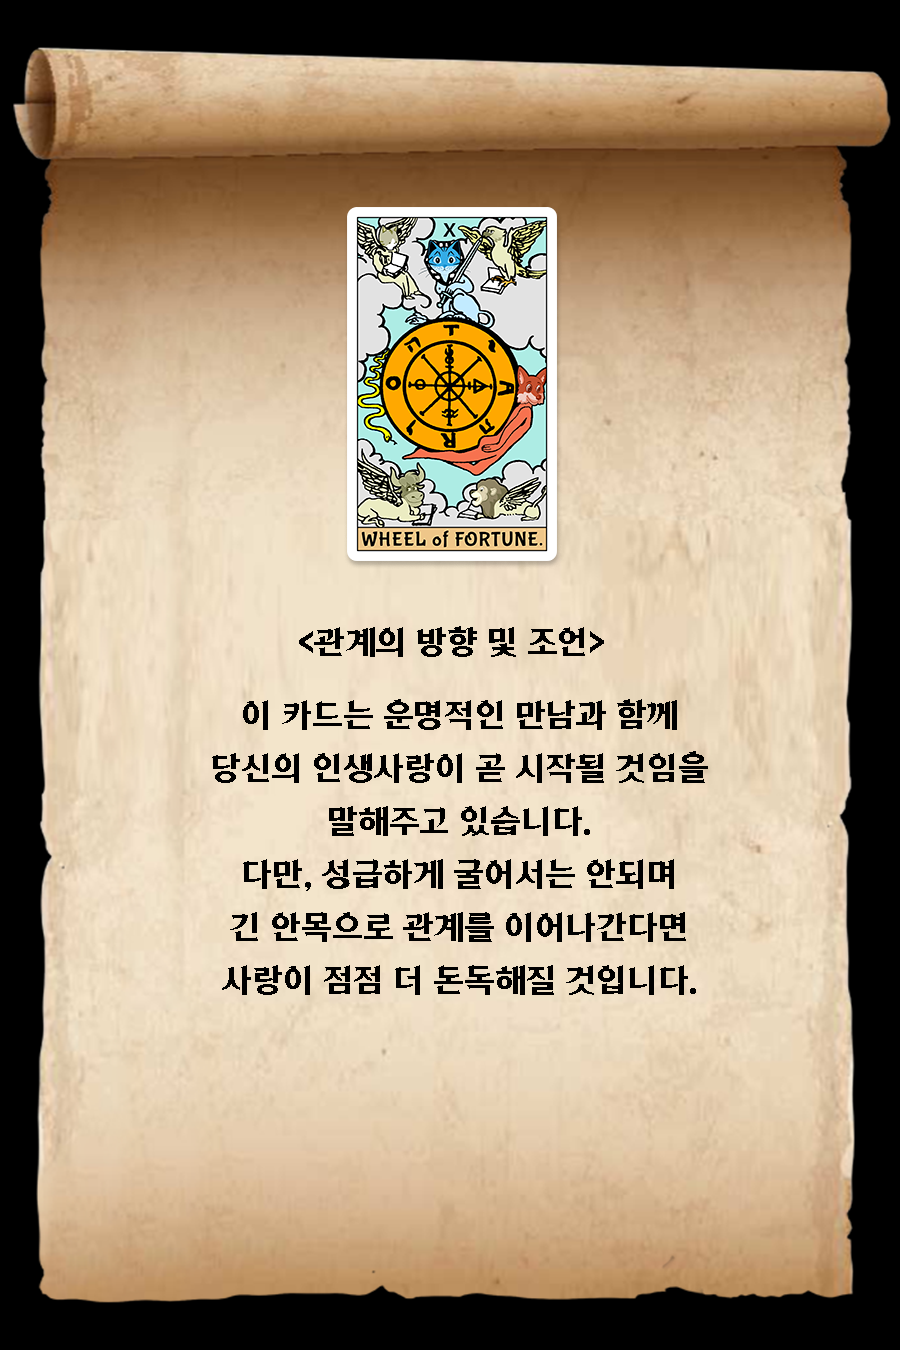 X
WHEEL of FORTUNE.
<관계의 방향 및 조언>
이 카드는 운명적인 만남과 함께
당신의 인생사랑이 곧 시작될 것임을
말해주고 있습니다.
다만, 성급하게 굴어서는 안되며
긴 안목으로 관계를 이어나간다면
사랑이 점점 더 돈독해질 것입니다.